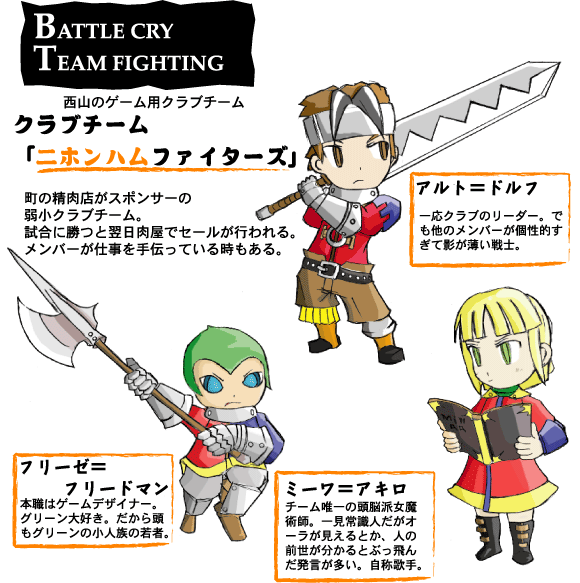 BATTLE CRY
TEAM FIGHTING
西山のゲーム用クラブチーム
クラブチーム
「ニホンハムファイターズ」
町の精肉店がスポンサーの
弱小クラブチーム。
試合に勝つと翌日肉屋でセールが行われる。
メンバーが仕事を手伝っている時もある。
アルト＝ドルフ
一応クラブのリーダー。で
も他のメンバーが個性的す
ぎて影が薄い戦士。
フリーゼ＝
フリードマン
本職はゲームデザイナー。
グリーン大好き。だから頭
もグリーンの小人族の若者。
ミーワ＝アキロ
チーム唯一の頭脳派女魔
術師。一見常識人だがオ
ーラが見えるとか、人の
前世が分かるとぶっ飛ん
だ発言が多い。自称歌手。